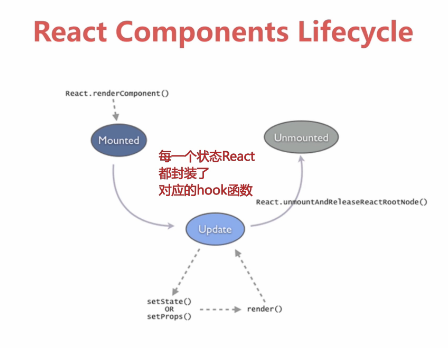 React Components Lifecycle
React.renderComponent()
Mounted
Unmounted
每一个状态React
都封装了
对应的hook函数
React.unmountAndReleaseReactRootNode()
Update
setState()
OR
setProps()
render()